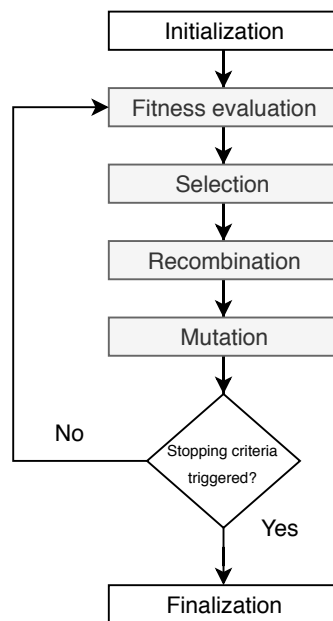 Initialization
Fitness evaluation
Selection
Recombination
Mutation
Stopping criteria
triggered?
No
Yes
Finalization